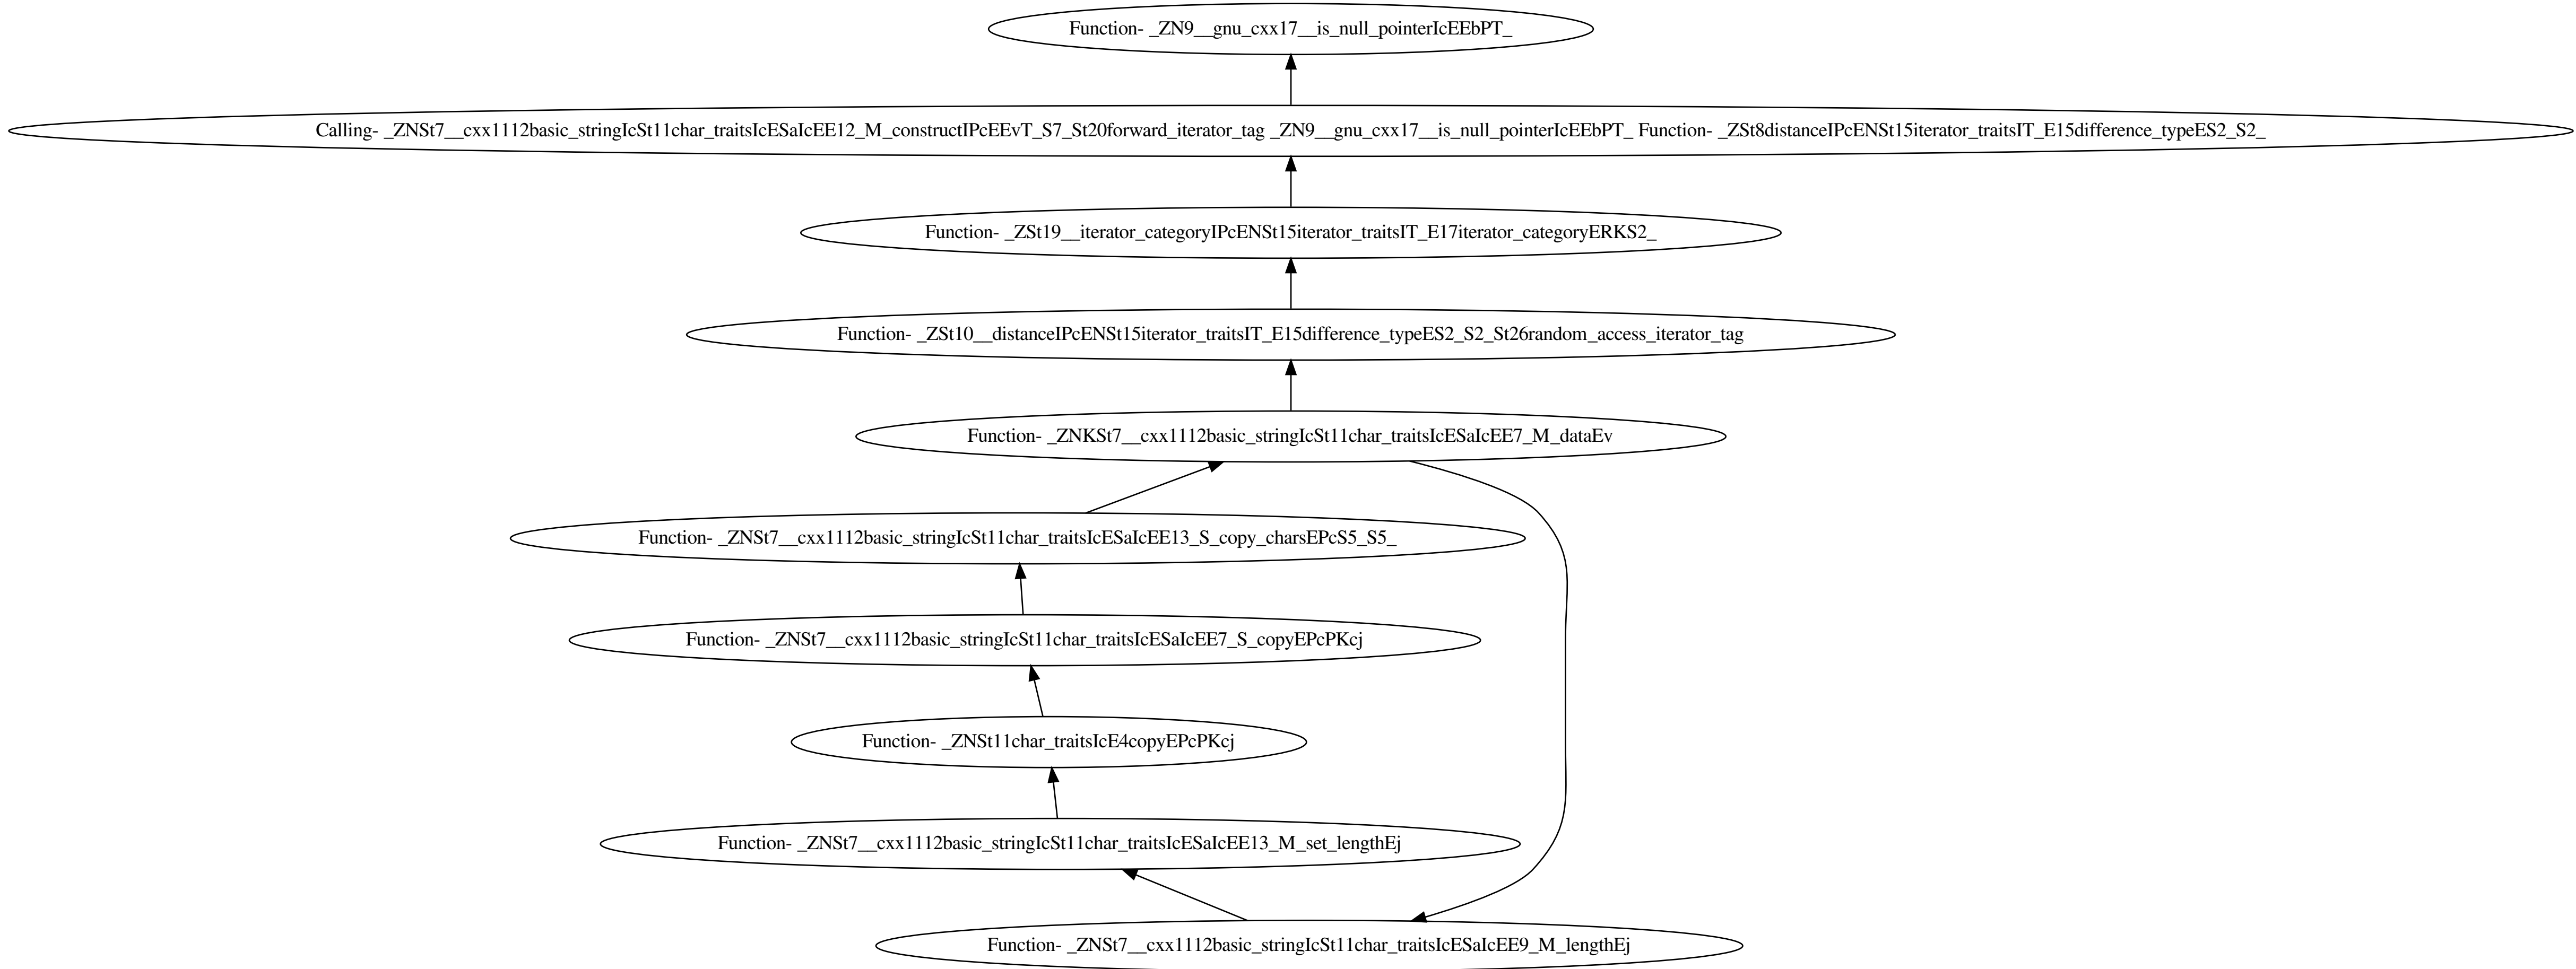 Function- _ZN9__gnu_cxx17__is_null_pointerIcEEbPT_
Calling- _ZNSt7__cxx1112basic_stringIcSt11char_traitsIcESaIcEE12_M_constructIPcEEvT_S7_St20forward_iterator_tag _ZN9__gnu_cxx17__is_null_pointerIcEEbPT_ Function- _ZSt8distanceIPcENSt15iterator_traitsIT_E15difference_typeES2_S2_
Function- _ZSt19__iterator_categoryIPcENSt15iterator_traitsIT_E17iterator_categoryERKS2_
Function- _ZSt10__distanceIPcENSt15iterator_traitsIT_E15difference_typeES2_S2_St26random_access_iterator_tag
Function- _ZNKSt7__cxx1112basic_stringIcSt11char_traitsIcESaIcEE7_M_dataEv
Function- _ZNSt7__cxx1112basic_stringIcSt11char_traitsIcESaIcEE13_S_copy_charsEPcS5_S5_
Function- _ZNSt7__cxx1112basic_stringIcSt11char_traitsIcESaIcEE7_S_copyEPcPKcj
Function- _ZNSt11char_traitsIcE4copyEPcPKcj
Function- _ZNSt7__cxx1112basic_stringIcSt11char_traitsIcESaIcEE13_M_set_lengthEj
Function- _ZNSt7__cxx1112basic_stringIcSt11char_traitsIcESaIcEE9_M_lengthEj